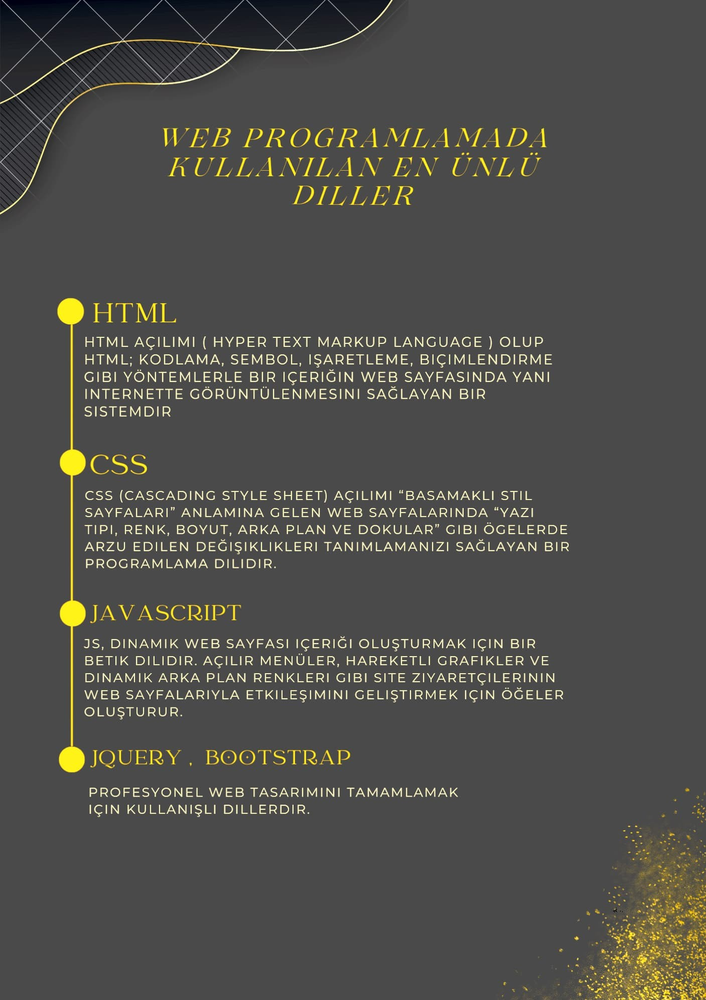 WEB PROGRAMLAMADA
KULLANILAN EN ÜNLÜ
DILLER
HTML
HTML AÇILIMI ( HYPER TEXT MARKUP LANGUAGE ) OLUP
HTML; KODLAMA, SEMBOL, IŞARETLEME, BIÇIMLENDIRME
GIBI YÖNTEMLERLE BIR IÇERIĞIN WEB SAYFASINDA YANI
INTERNETTE GÖRÜNTÜLENMESINI SAĞLAYAN BIR
SISTEMDIR
CSS
CSS (CASCADING STYLE SHEET) AÇILIMI “BASAMAKLI STIL
SAYFALARI” ANLAMINA GELEN WEB SAYFALARINDA “YAZI
TIPI, RENK, BOYUT, ARKA PLAN VE DOKULAR” GIBI ÖGELERDE
ARZU EDILEN DEĞIŞIKLIKLERI TANIMLAMANIZI SAĞLAYAN BIR
PROGRAMLAMA DILIDIR.
JAVASCRIPT
JS, DINAMIK WEB SAYFASI IÇERIĞI OLUŞTURMAK IÇIN BIR
BETIK DILIDIR. AÇILIR MENÜLER, HAREKETLI GRAFIKLER VE
DINAMIK ARKA PLAN RENKLERI GIBI SITE ZIYARETÇILERININ
WEB SAYFALARIYLA ETKILEŞIMINI GELIŞTIRMEK IÇIN ÖĞELER
OLUŞTURUR.
JQUERY , BOOTSTRAP
PROFESYONEL WEB TASARIMINI TAMAMLAMAK
IÇIN KULLANIŞLI DILLERDIR.